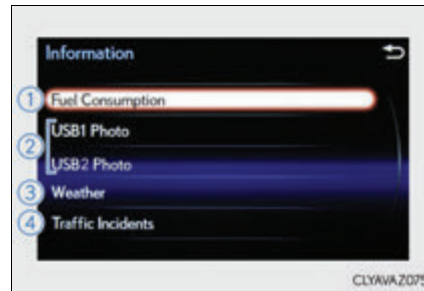 Information
1 Fuel Consumption
2
USB1 Photo
USB2 Photo
3 Weather
4 Traffic Incidents
CLYAVAZ075